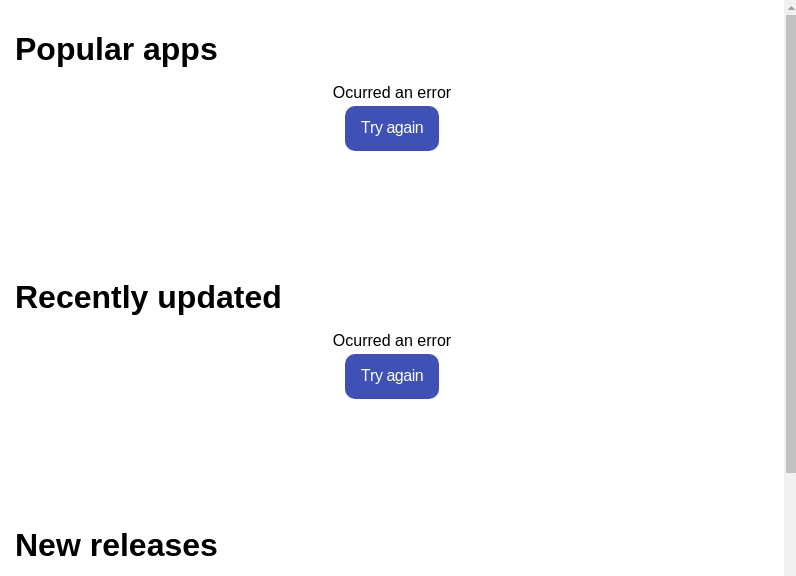 Popular apps
Ocurred an error
Try again
Recently updated
Ocurred an error
Try again
New releases